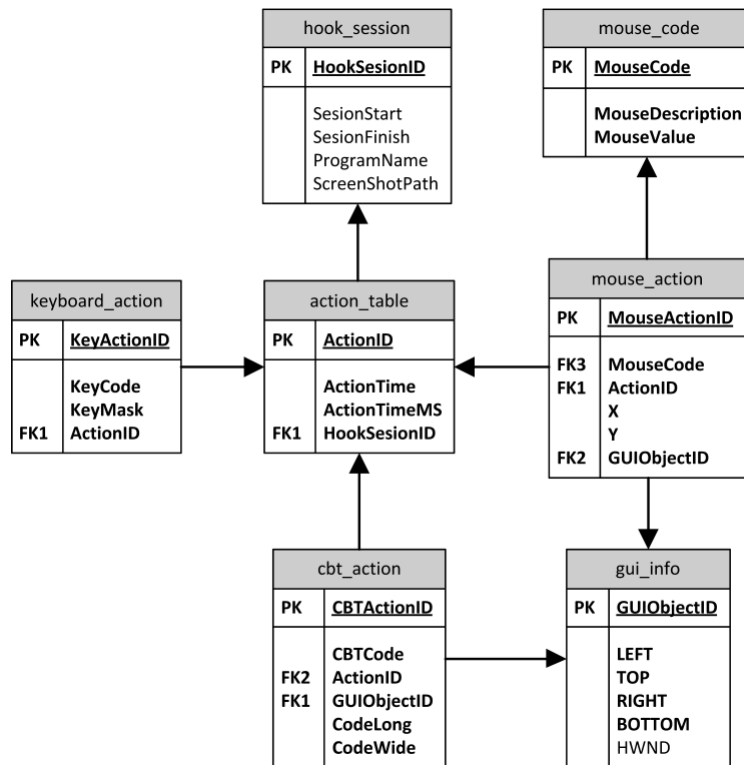 hook_session
PK HookSesionID
SesionStart
SesionFinish
ProgramName
ScreenShotPath
mouse_code
PK MouseCode
MouseDescription
MouseValue
keyboard_action
PK KeyActionID
KeyCode
KeyMask
FK1 ActionID
action_table
PK ActionID
ActionTime
ActionTimeMS
FK1 HookSesionID
mouse_action
PK MouseActionID
FK3 MouseCode
FK1 ActionID
X
Y
FK2 GUIObjectID
cbt_action
PK CBTActionID
CBTCode
FK2 ActionID
FK1 GUIObjectID
CodeLong
CodeWide
gui_info
PK GUIObjectID
LEFT
TOP
RIGHT
BOTTOM
HWND